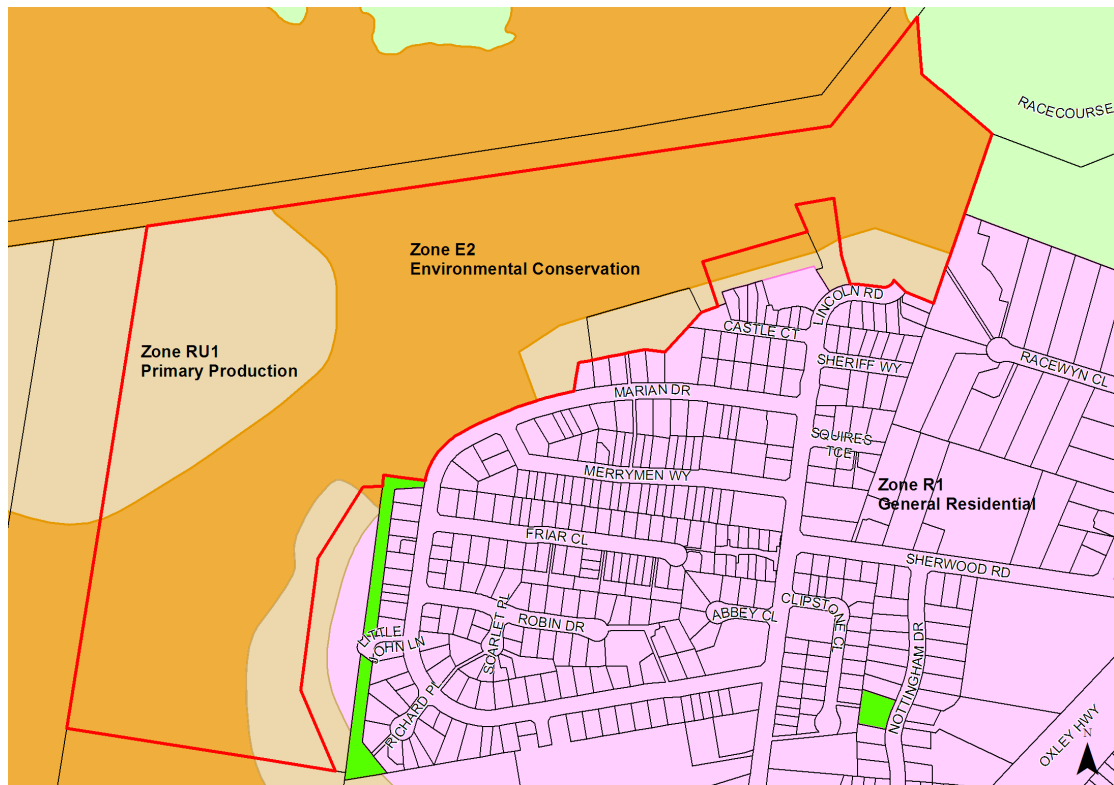 RACECOURSE
Zone E2
Environmental Conservation
LINCOLN RD
CASTLE CT
Zone RU1
Primary Production
SHERIFF WY
RACEWYN CL
MARIAN DR
SQUIRES
TCE
MERRYMEN WY
Zone R1
General Residential
FRIAR CL
SHERWOOD RD
CLIPSTONE CL
ABBEY CL
SCARLET PL
ROBIN DR
LITTLE
JOHN LN
NOTTINGHAM DR
RICHARD PL
OXLEY HWY
N